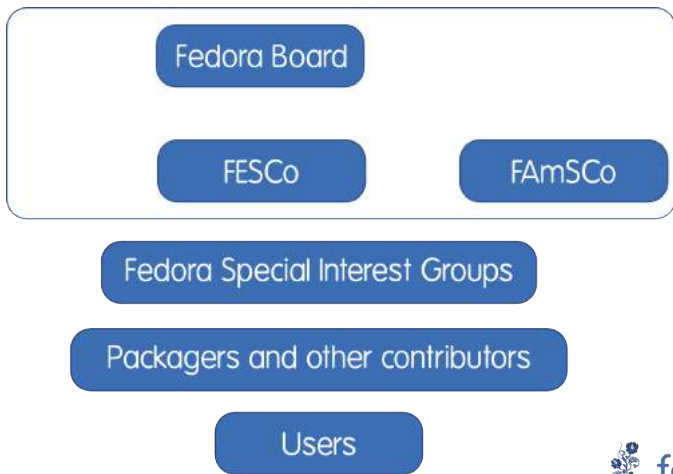 Fedora Board
FESCo
FAmSCo
Fedora Special Interest Groups
Packagers and other contributors
Users